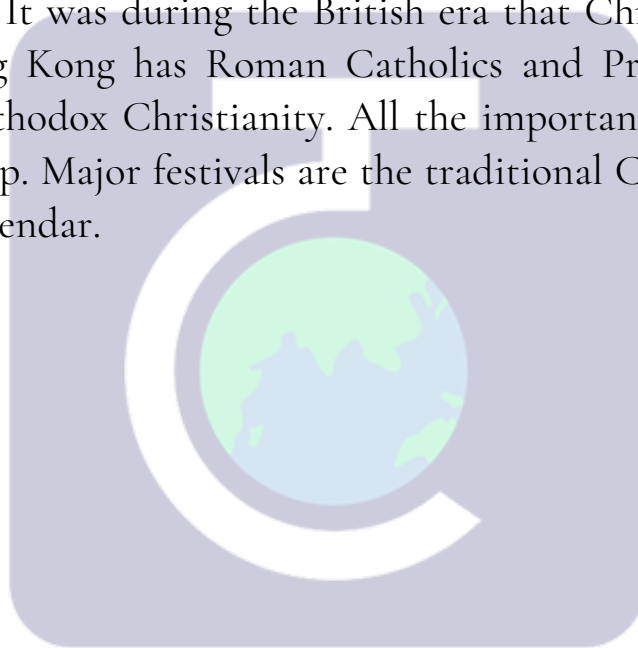 It was during the British era that Ch
Kong has Roman Catholics and Pr
thodox Christianity. All the importan
p. Major festivals are the traditional C
endar.